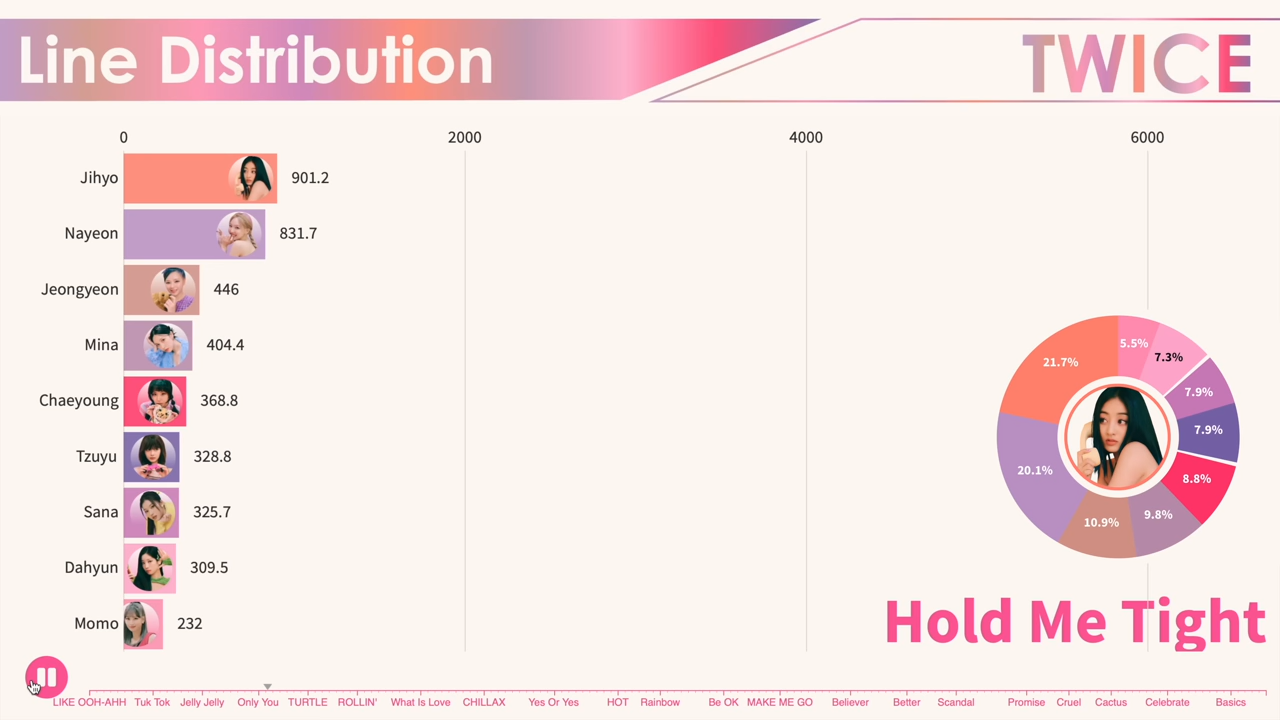 Line Distribution
TWICE
0 2000 4000 6000
Jihyo 901.2
Nayeon 831.7
Jeongyeon 446
Mina 404.4
Chaeyoung 368.8
Tzuyu 328.8
Sana 325.7
Dahyun 309.5
Momo 232
5.5%
7.3%
7.9%
7.9%
8.8%
9.8%
10.9%
20.1%
21.7%
Hold Me Tight
LIKE OOH-AHH Tuk Tok Jelly Jelly Only You TURTLE ROLLIN' What Is Love CHILLAX Yes Or Yes HOT Rainbow Be OK MAKE ME GO Believer Better Scandal Promise Cruel Cactus Celebrate Basics